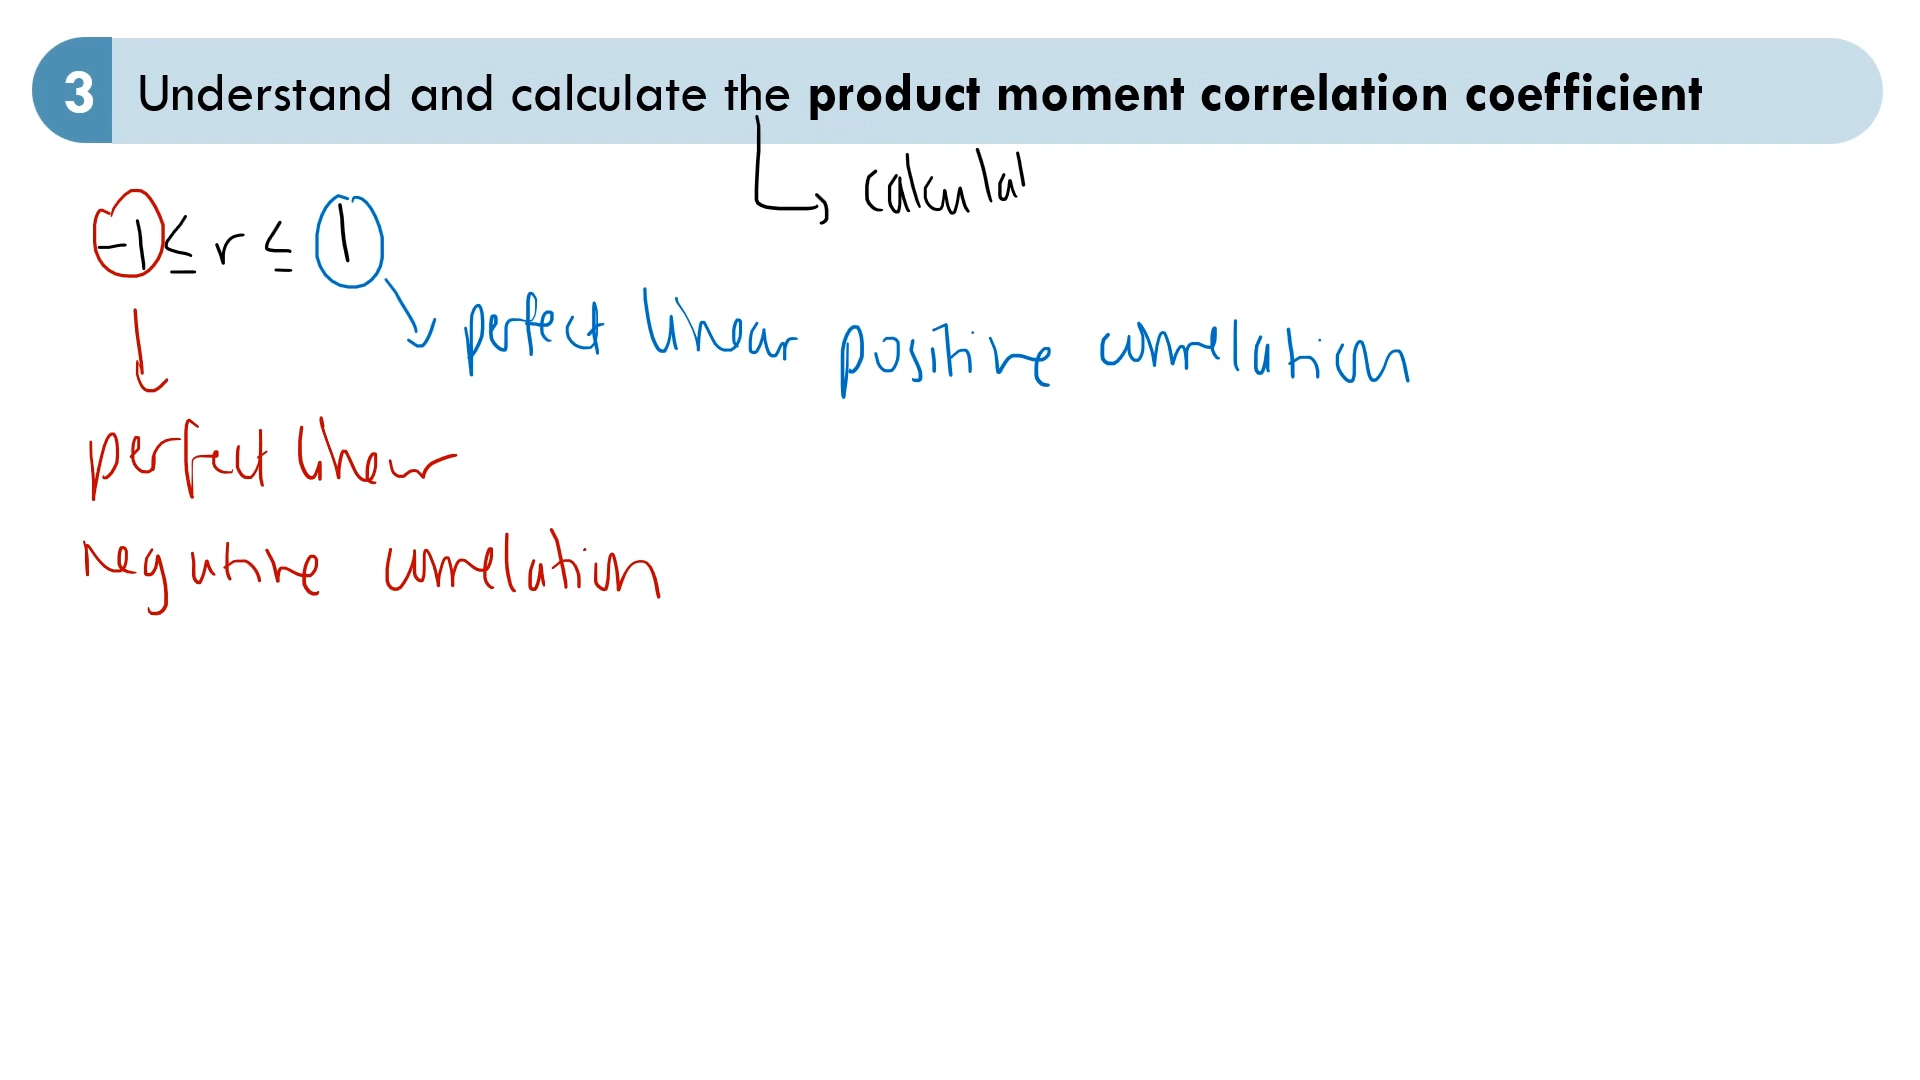 3 Understand and calculate the product moment correlation coefficient
calculat
-1 ≤ r ≤ 1
perfect linear positive correlation
perfect linear
negative correlation